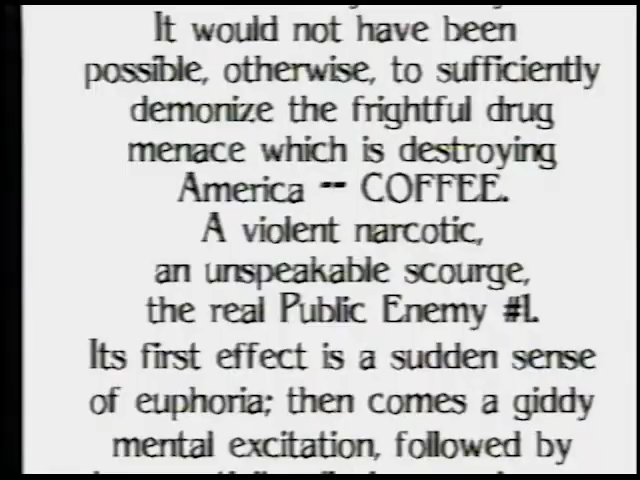 It would not have been
possible, otherwise, to sufficiently
demonize the frightful drug
menace which is destroying
America -- COFFEE.
A violent narcotic,
an unspeakable scourge,
the real Public Enemy #1.
Its first effect is a sudden sense
of euphoria; then comes a giddy
mental excitation, followed by